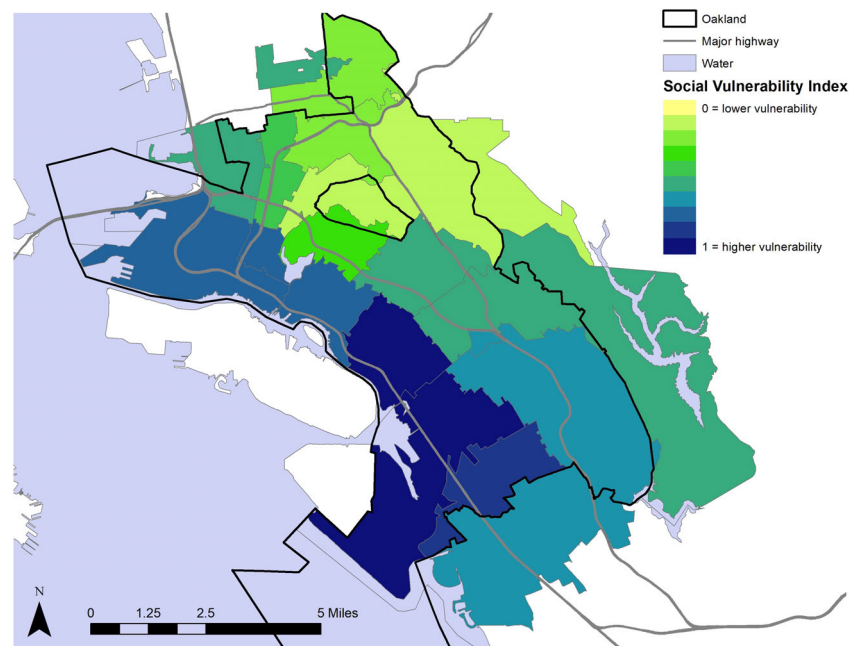 Oakland
Major highway
Water
Social Vulnerability Index
0 = lower vulnerability
1 = higher vulnerability
N
0 1.25 2.5 5 Miles